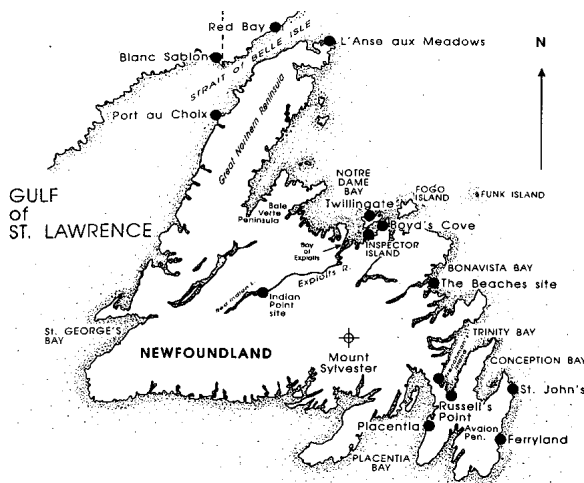 Red Bay
L'Anse aux Meadows
N
Blanc Sablon
STRAIT OF BELLE ISLE
Port au Choix
Great Northern Peninsula
GULF
of
ST. LAWRENCE
NOTRE
DAME
BAY
FOGO
ISLAND
FUNK ISLAND
Twillingate
Baie
Verte
Peninsula
Boyd's Cove
Bay
of
Exploits
INSPECTOR
ISLAND
Exploits R.
BONAVISTA BAY
The Beaches site
Red Indian L.
Indian
Point
site
ST. GEORGE'S
BAY
TRINITY BAY
NEWFOUNDLAND
Mount
Sylvester
CONCEPTION BAY
St. John's
Russell's
Point
Placentia
Avalon
Pen.
Ferryland
PLACENTIA
BAY